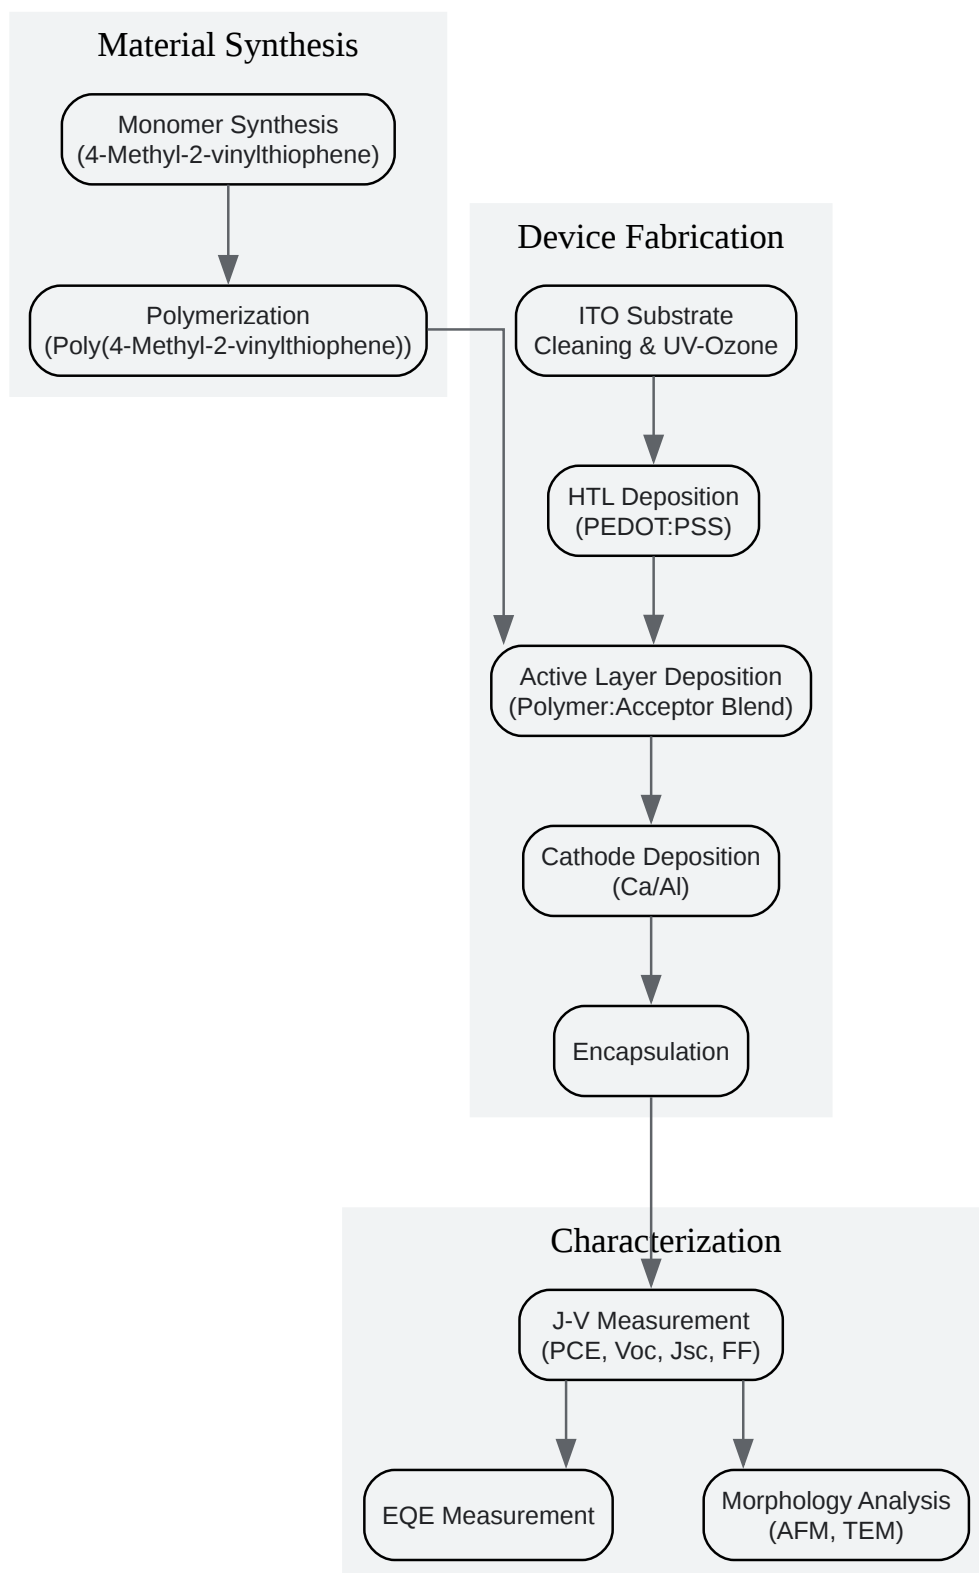 Material Synthesis
Monomer Synthesis
(4-Methyl-2-vinylthiophene)
Polymerization
(Poly(4-Methyl-2-vinylthiophene))
Device Fabrication
ITO Substrate
Cleaning & UV-Ozone
HTL Deposition
(PEDOT:PSS)
Active Layer Deposition
(Polymer:Acceptor Blend)
Cathode Deposition
(Ca/Al)
Encapsulation
Characterization
J-V Measurement
(PCE, Voc, Jsc, FF)
EQE Measurement
Morphology Analysis
(AFM, TEM)